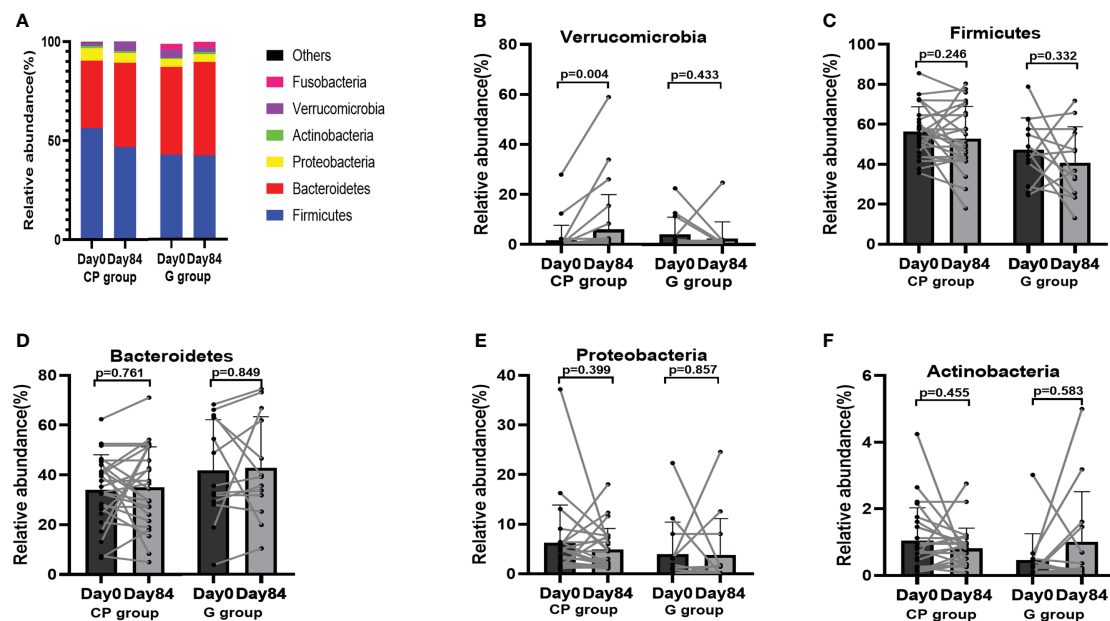 A
Relative abundance(%)
100
50
0
Day0 Day84 Day0 Day84
CP group G group
Others
Fusobacteria
Verrucomicrobia
Actinobacteria
Proteobacteria
Bacteroidetes
Firmicutes
B
Verrucomicrobia
Relative abundance(%)
80
60
40
20
0
p=0.004 p=0.433
Day0 Day84 Day0 Day84
CP group G group
C
Firmicutes
Relative abundance(%)
100
80
60
40
20
0
p=0.246 p=0.332
Day0 Day84 Day0 Day84
CP group G group
D
Bacteroidetes
Relative abundance(%)
80
60
40
20
0
p=0.761 p=0.849
Day0 Day84 Day0 Day84
CP group G group
E
Proteobacteria
Relative abundance(%)
40
30
20
10
0
p=0.399 p=0.857
Day0 Day84 Day0 Day84
CP group G group
F
Actinobacteria
Relative abundance(%)
6
4
2
0
p=0.455 p=0.583
Day0 Day84 Day0 Day84
CP group G group